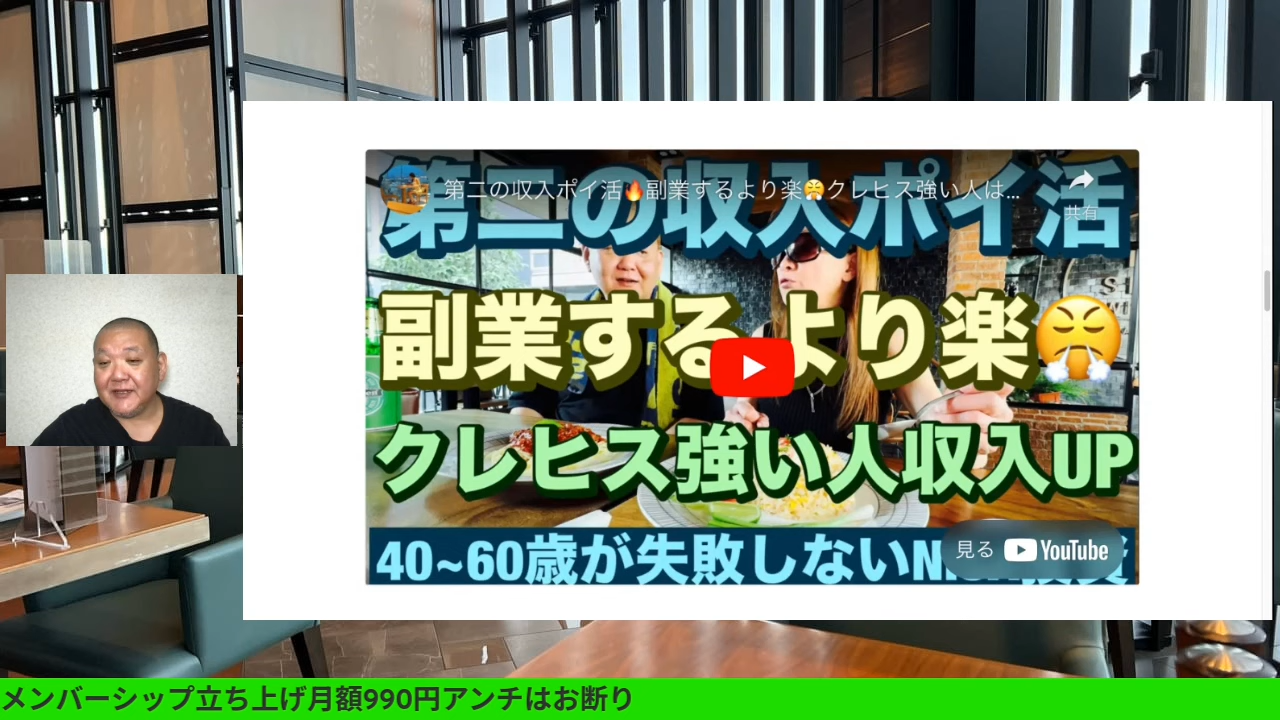 第二の収入ポイ活🔥副業するより楽😤クレヒス強い人は...
共有
第二の収入ポイ活
副業するより楽😤
クレヒス強い人収入UP
40~60歳が失敗しない
見る YouTube
メンバーシップ立ち上げ月額990円アンチはお断り